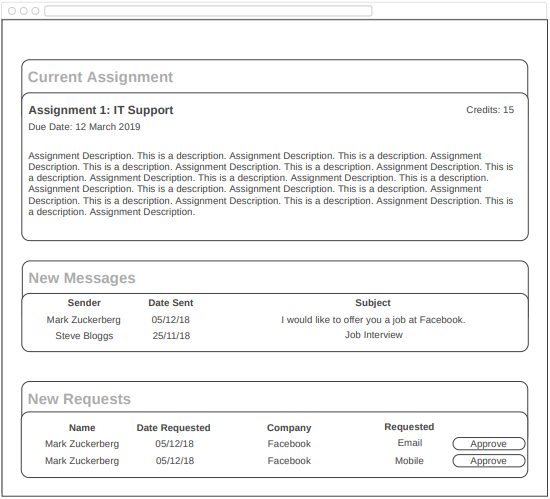 Current Assignment
Assignment 1: IT Support Credits: 15
Due Date: 12 March 2019
Assignment Description. This is a description. Assignment Description. This is a description. Assignment
Description. This is a description. Assignment Description. This is a description. Assignment Description. This is
a description. Assignment Description. This is a description. Assignment Description. This is a description.
Assignment Description. This is a description. Assignment Description. This is a description. Assignment
Description. This is a description. Assignment Description. This is a description. Assignment Description. This is
a description. Assignment Description.
New Messages
Sender Date Sent Subject
Mark Zuckerberg 05/12/18 I would like to offer you a job at Facebook.
Steve Bloggs 25/11/18 Job Interview
New Requests
Name Date Requested Company Requested
Mark Zuckerberg 05/12/18 Facebook Email Approve
Mark Zuckerberg 05/12/18 Facebook Mobile Approve